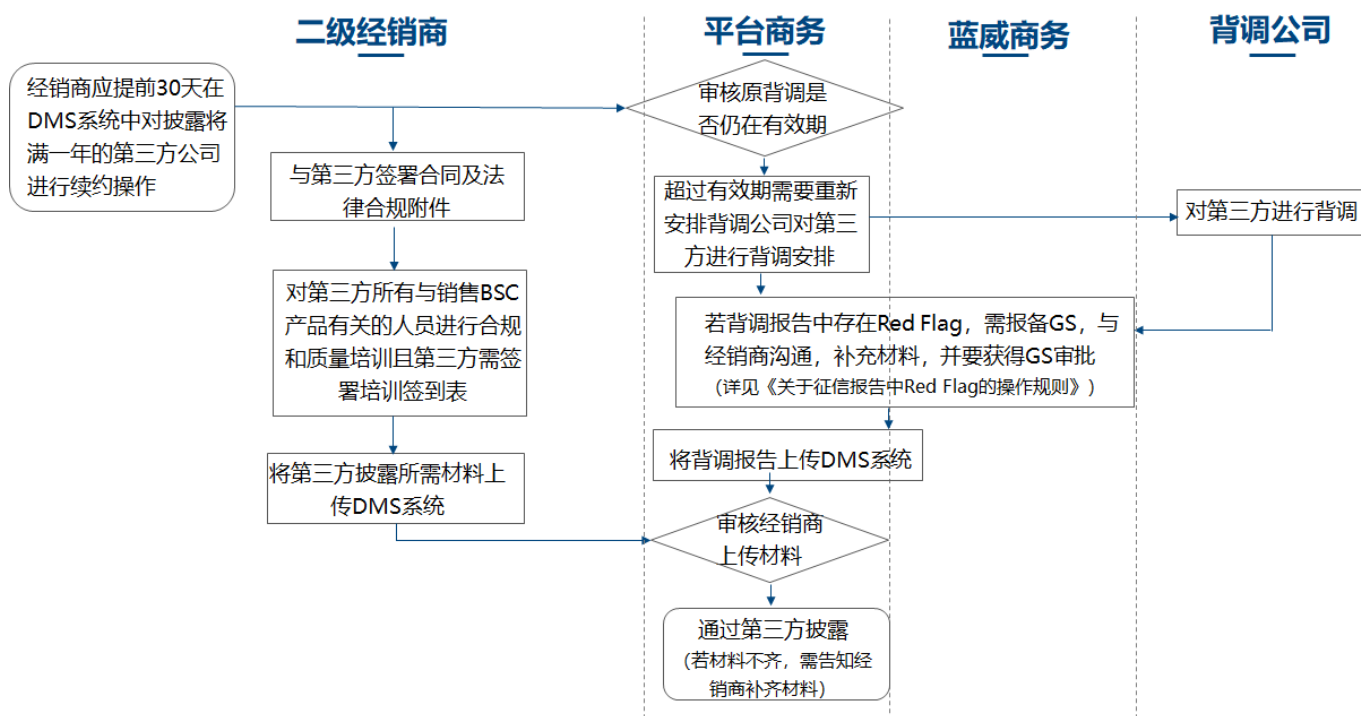 二级经销商
平台商务
蓝威商务
背调公司
经销商应提前30天在
DMS系统中对披露将
满一年的第三方公司
进行续约操作
审核原背调是
否仍在有效期
与第三方签署合同及法
律合规附件
超过有效期需要重新
安排背调公司对第三
方进行背调安排
对第三方进行背调
对第三方所有与销售BSC
产品有关的人员进行合规
和质量培训且第三方需签
署培训签到表
若背调报告中存在Red Flag，需报备GS，与
经销商沟通，补充材料，并要获得GS审批
（详见《关于征信报告中Red Flag的操作规则》）
将第三方披露所需材料上
传DMS系统
将背调报告上传DMS系统
审核经销商
上传材料
通过第三方披露
（若材料不齐，需告知经
销商补齐材料）